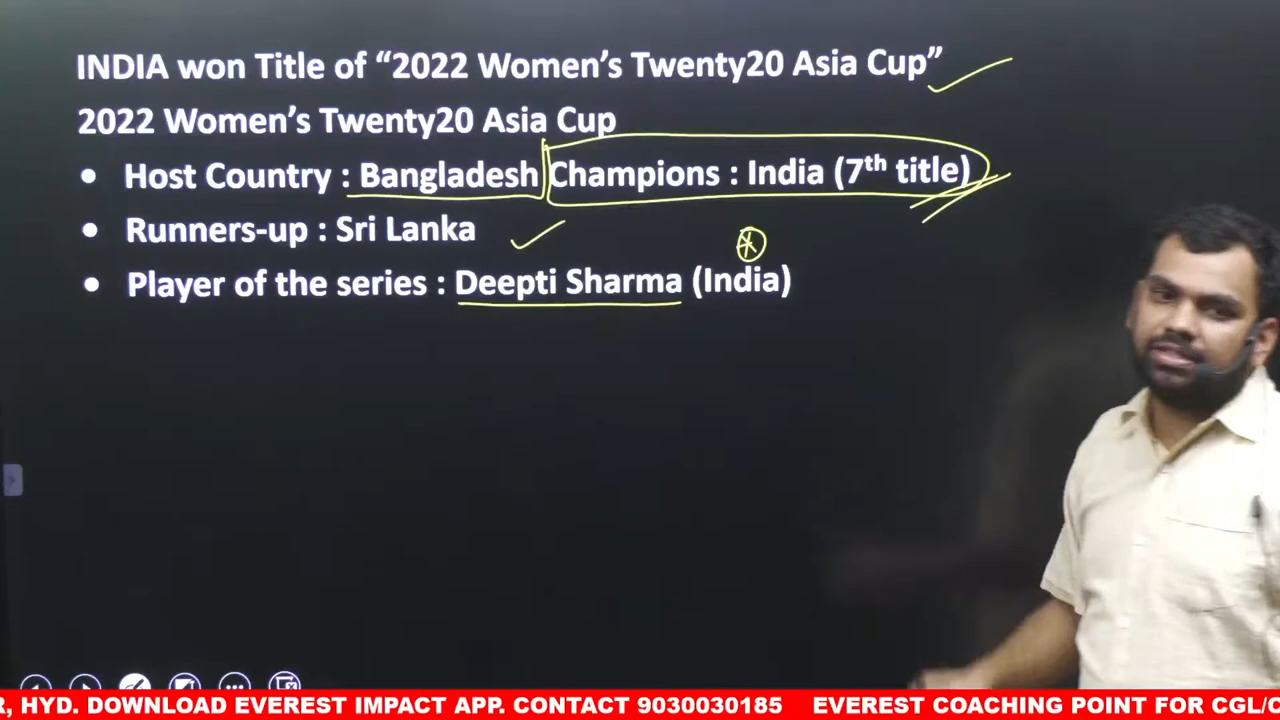 INDIA won Title of “2022 Women’s Twenty20 Asia Cup”
2022 Women’s Twenty20 Asia Cup
• Host Country : Bangladesh Champions : India (7th title)
• Runners-up : Sri Lanka
• Player of the series : Deepti Sharma (India)
R, HYD. DOWNLOAD EVEREST IMPACT APP. CONTACT 9030030185 EVEREST COACHING POINT FOR CGL/C